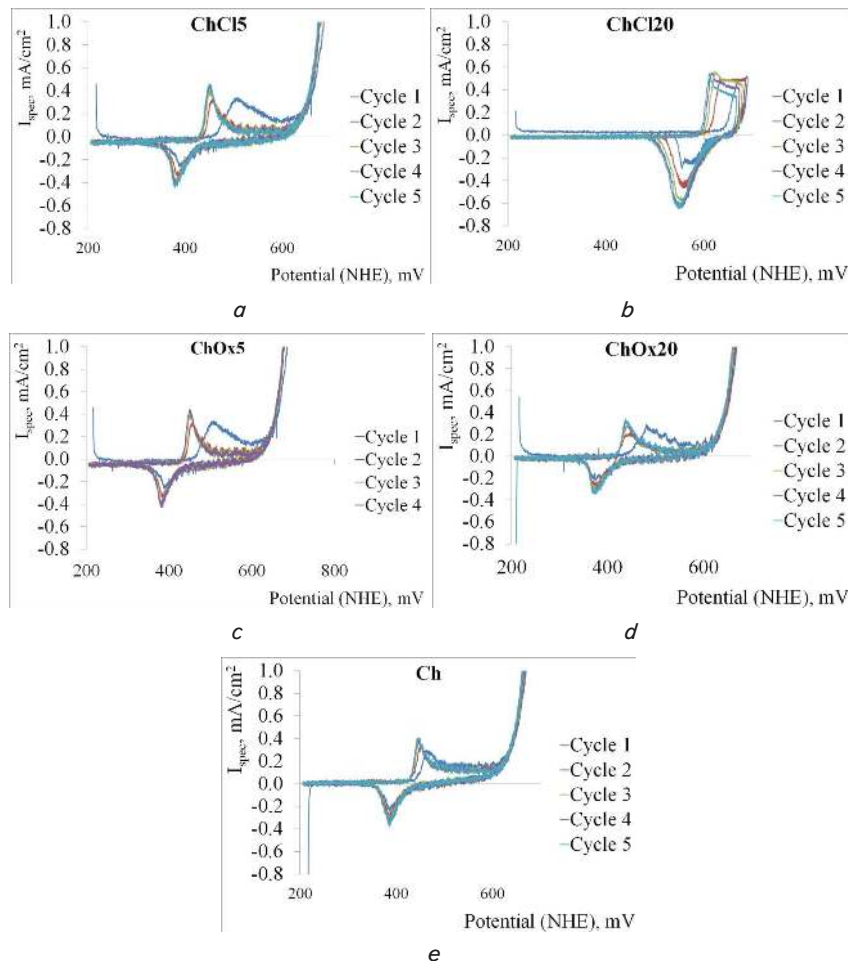 ChCl5
I_spec, mA/cm²
1.0
0.8
0.6
0.4
0.2
0.0
-0.2
-0.4
-0.6
-0.8
200 400 600
Cycle 1
Cycle 2
Cycle 3
Cycle 4
Cycle 5
Potential (NHE), mV
a
ChCl20
I_spec, mA/cm²
1.0
0.8
0.6
0.4
0.2
0.0
-0.2
-0.4
-0.6
-0.8
200 400 600
Cycle 1
Cycle 2
Cycle 3
Cycle 4
Cycle 5
Potential (NHE), mV
b
ChOx5
I_spec, mA/cm²
1.0
0.8
0.6
0.4
0.2
0.0
-0.2
-0.4
-0.6
-0.8
200 400 600 800
Cycle 1
Cycle 2
Cycle 3
Cycle 4
Potential (NHE), mV
c
ChOx20
I_spec, mA/cm²
1.0
0.8
0.6
0.4
0.2
0.0
-0.2
-0.4
-0.6
-0.8
200 400 600
Cycle 1
Cycle 2
Cycle 3
Cycle 4
Cycle 5
Potential (NHE), mV
d
Ch
I_spec, mA/cm²
1.0
0.8
0.6
0.4
0.2
0.0
-0.2
-0.4
-0.6
-0.8
200 400 600
Cycle 1
Cycle 2
Cycle 3
Cycle 4
Cycle 5
Potential (NHE), mV
e